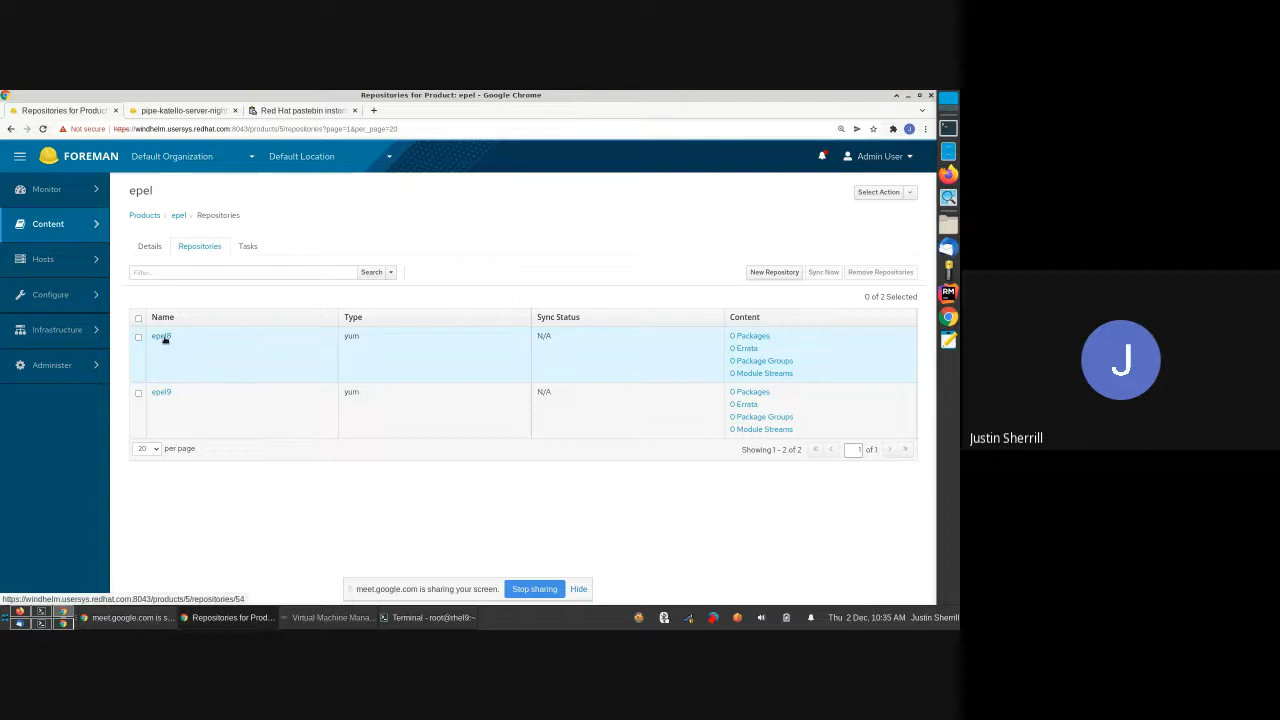 Repositories for Product: epel - Google Chrome
Repositories for Product
pipe-katello-server-night
Red Hat pastebin instan
Not secure
https://windhelm.usersys.redhat.com:8043/products/5/repositories?page=1&per_page=20
J
FOREMAN
Default Organization
Default Location
Admin User
Monitor
Content
Hosts
Configure
Infrastructure
Administer
epel
Select Action
Products
epel
Repositories
Details
Repositories
Tasks
Filter...
Search
New Repository
Sync Now
Remove Repositories
0 of 2 Selected
Name
Type
Sync Status
Content
epel8
yum
N/A
0 Packages
0 Errata
0 Package Groups
0 Module Streams
epel9
yum
N/A
0 Packages
0 Errata
0 Package Groups
0 Module Streams
20
per page
Showing 1 - 2 of 2
«
‹
1
of 1
›
»
meet.google.com is sharing your screen.
Stop sharing
Hide
https://windhelm.usersys.redhat.com:8043/products/5/repositories/54
meet.google.com is s...
Repositories for Prod...
Virtual Machine Mana...
Terminal - root@rhel9:~
Thu 2 Dec, 10:35 AM
Justin Sherrill
RM
J
Justin Sherrill